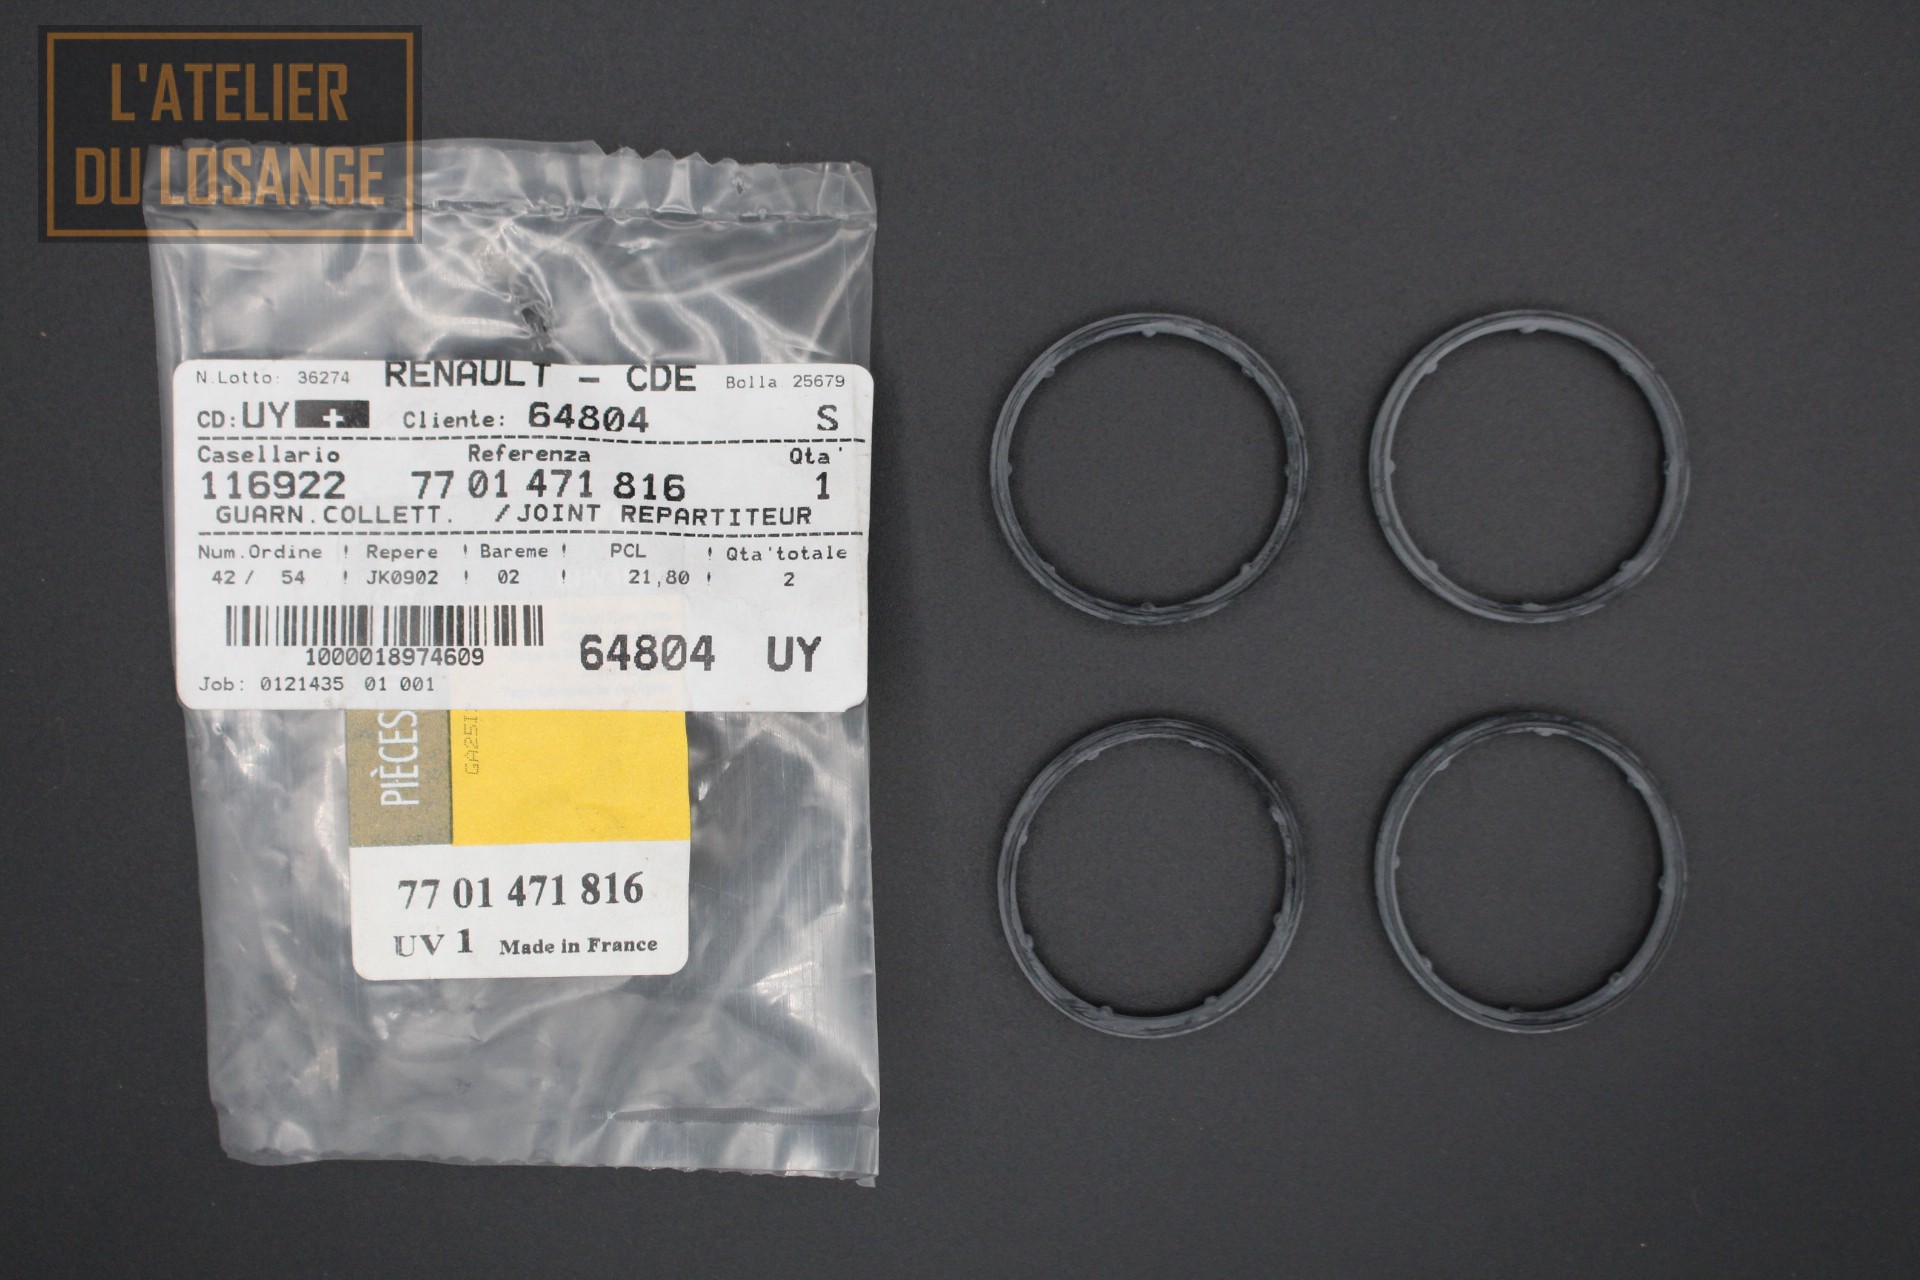 L'ATELIER
DU LOSANGE
N.Lotto: 36274 RENAULT - CDE Bolla 25679
CD: UY + Cliente: 64804 S
Casellario Referenza Qta'
116922 77 01 471 816 1
GUARN.COLLETT. /JOINT REPARTITEUR
Num.Ordine ! Repere ! Bareme ! PCL ! Qta'totale
42 / 54 ! JK0902 ! 02 ! 21,80 ! 2
1000018974609
64804 UY
Job: 0121435 01 001
PIÈCES
77 01 471 816
UV 1 Made in France